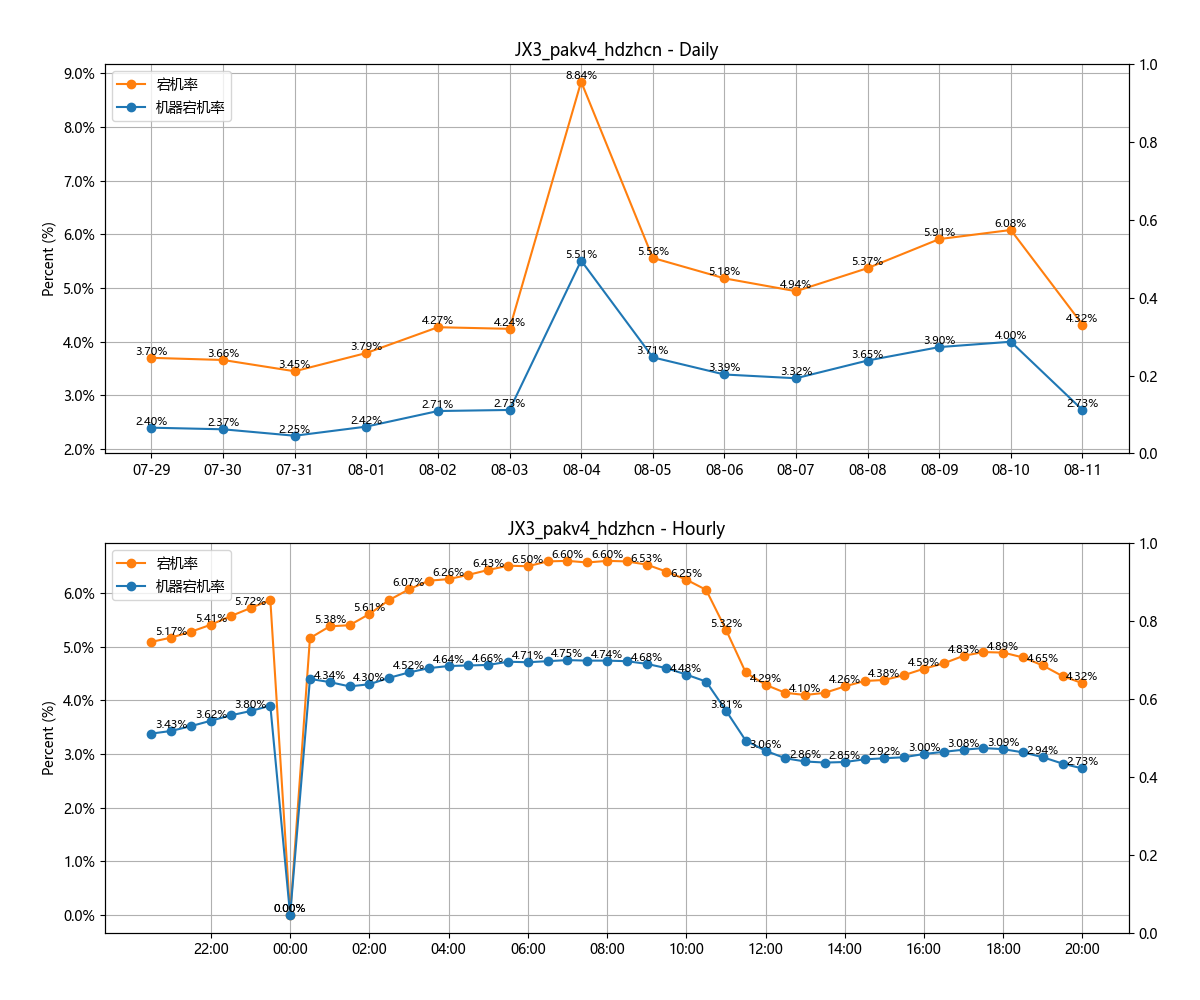 JX3_pakv4_hdzhcn - Daily
宕机率
机器宕机率
Percent (%)
9.0%
8.0%
7.0%
6.0%
5.0%
4.0%
3.0%
2.0%
1.0
0.8
0.6
0.4
0.2
0.0
3.70% 3.66% 3.45% 3.79% 4.27% 4.24% 8.84% 5.56% 5.18% 4.94% 5.37% 5.91% 6.08% 4.32%
2.40% 2.37% 2.25% 2.42% 2.71% 2.73% 5.51% 3.71% 3.39% 3.32% 3.65% 3.90% 4.00% 2.73%
07-29 07-30 07-31 08-01 08-02 08-03 08-04 08-05 08-06 08-07 08-08 08-09 08-10 08-11
JX3_pakv4_hdzhcn - Hourly
宕机率
机器宕机率
Percent (%)
6.0%
5.0%
4.0%
3.0%
2.0%
1.0%
0.0%
1.0
0.8
0.6
0.4
0.2
0.0
5.17% 5.41% 5.72% 0.00% 5.38% 5.61% 6.07% 6.26% 6.43% 6.50% 6.60% 6.60% 6.53% 6.25% 5.32% 4.29% 4.10% 4.26% 4.38% 4.59% 4.83% 4.89% 4.65% 4.32%
3.43% 3.62% 3.80% 0.00% 4.34% 4.30% 4.52% 4.64% 4.66% 4.71% 4.75% 4.74% 4.68% 4.48% 3.81% 3.06% 2.86% 2.85% 2.92% 3.00% 3.08% 3.09% 2.94% 2.73%
22:00 00:00 02:00 04:00 06:00 08:00 10:00 12:00 14:00 16:00 18:00 20:00